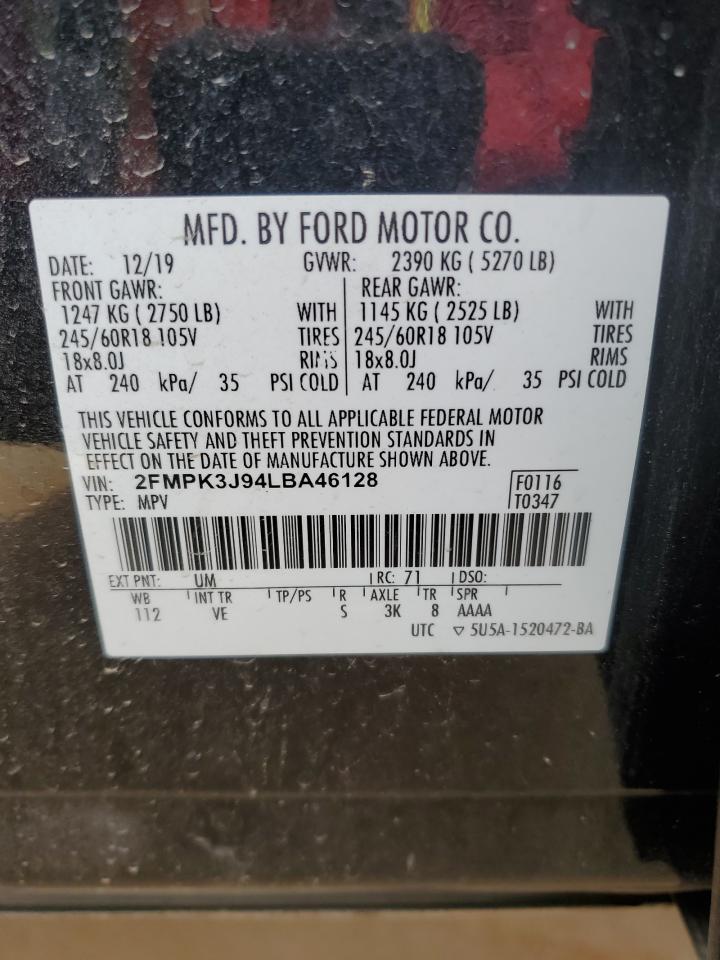 MFD. BY FORD MOTOR CO.
DATE: 12/19 GVWR: 2390 KG ( 5270 LB)
FRONT GAWR: REAR GAWR:
1247 KG ( 2750 LB) WITH 1145 KG ( 2525 LB) WITH
245/60R18 105V TIRES 245/60R18 105V TIRES
18x8.0J RIMS 18x8.0J RIMS
AT 240 kPa/ 35 PSI COLD AT 240 kPa/ 35 PSI COLD
THIS VEHICLE CONFORMS TO ALL APPLICABLE FEDERAL MOTOR
VEHICLE SAFETY AND THEFT PREVENTION STANDARDS IN
EFFECT ON THE DATE OF MANUFACTURE SHOWN ABOVE.
VIN: 2FMPK3J94LBA46128 F0116
TYPE: MPV T0347
EXT PNT: UM RC: 71 DSO:
WB INT TR TP/PS R AXLE TR SPR
112 VE S 3K 8 AAAA
UTC ▽ 5U5A-1520472-BA